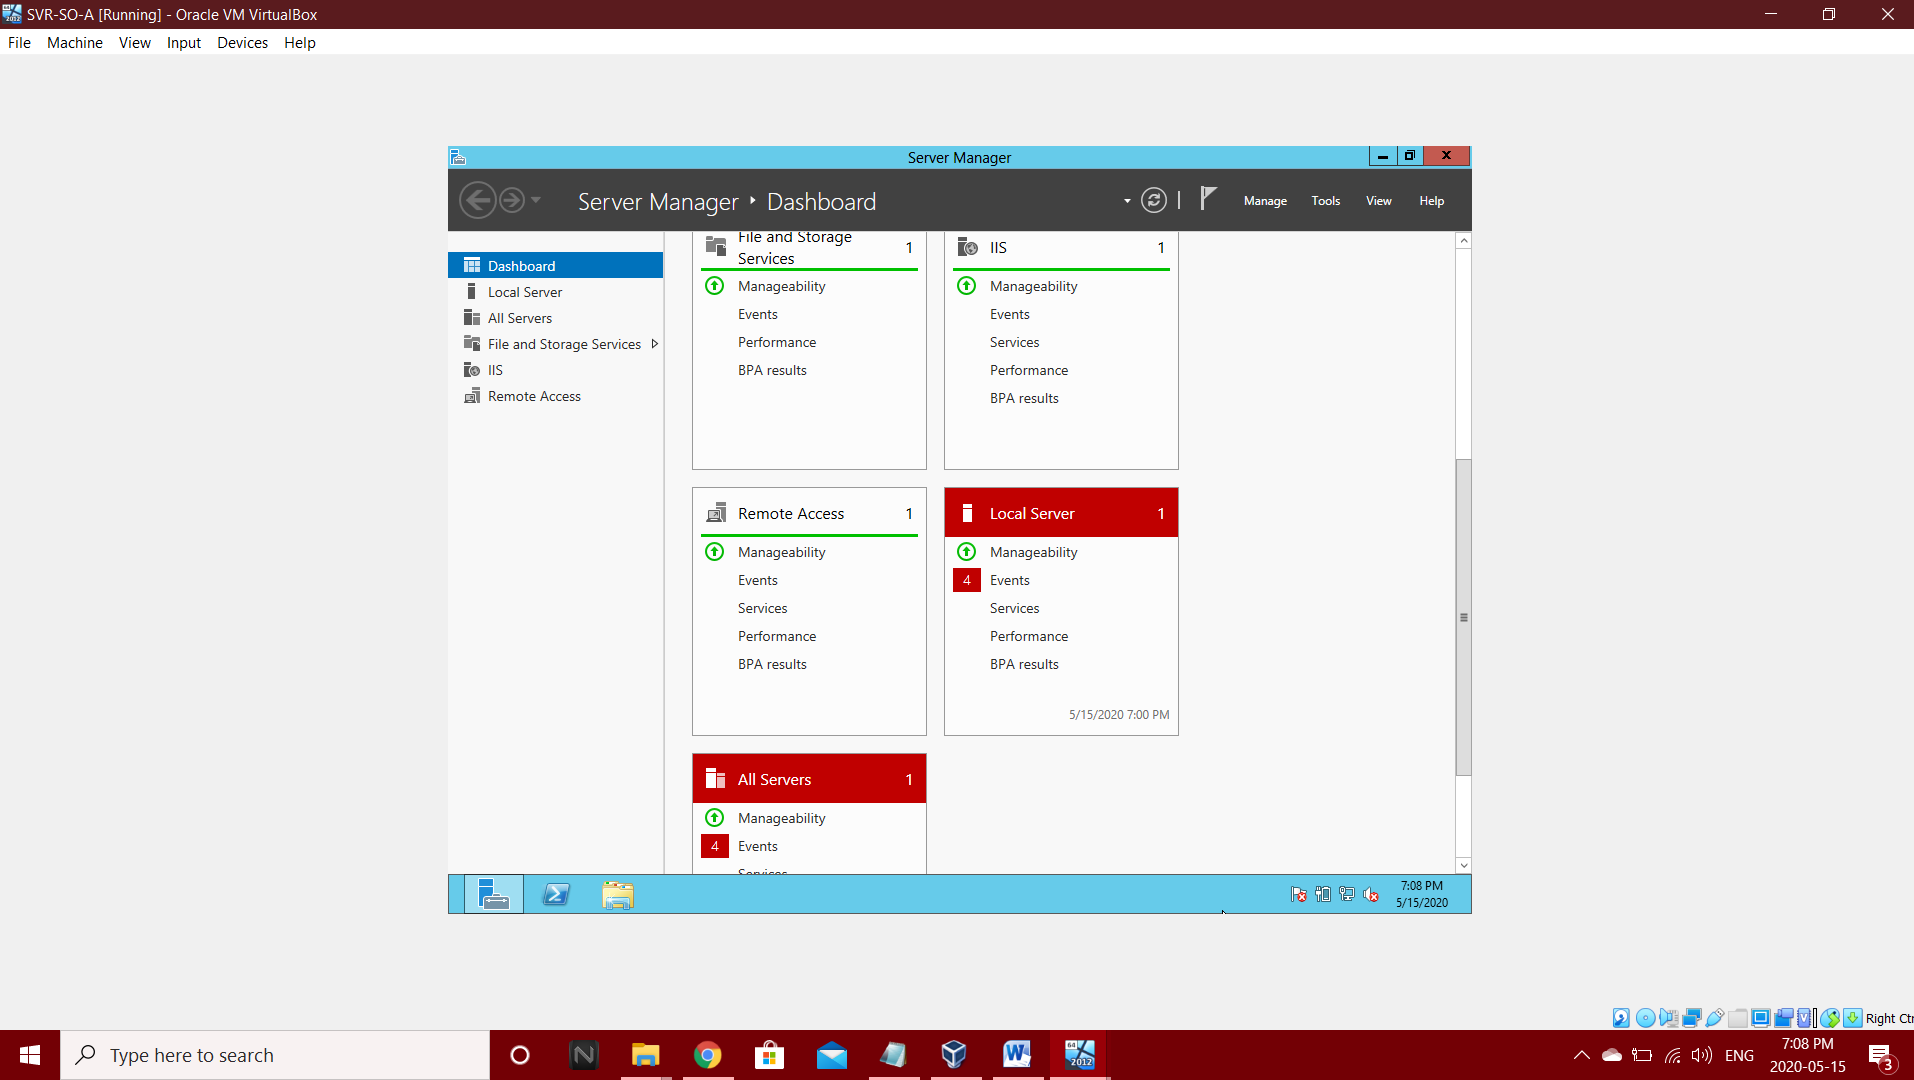 SVR-SO-A [Running] - Oracle VM VirtualBox
File Machine View Input Devices Help
Server Manager
Server Manager Dashboard
Manage Tools View Help
Dashboard
Local Server
All Servers
File and Storage Services
IIS
Remote Access
File and Storage
Services
1
Manageability
Events
Performance
BPA results
IIS 1
Manageability
Events
Services
Performance
BPA results
Remote Access 1
Manageability
Events
Services
Performance
BPA results
Local Server 1
Manageability
4 Events
Services
Performance
BPA results
5/15/2020 7:00 PM
All Servers 1
Manageability
4 Events
Services
7:08 PM
5/15/2020
Right Ctr
Type here to search
N
W
64
2012
ENG
7:08 PM
2020-05-15
3